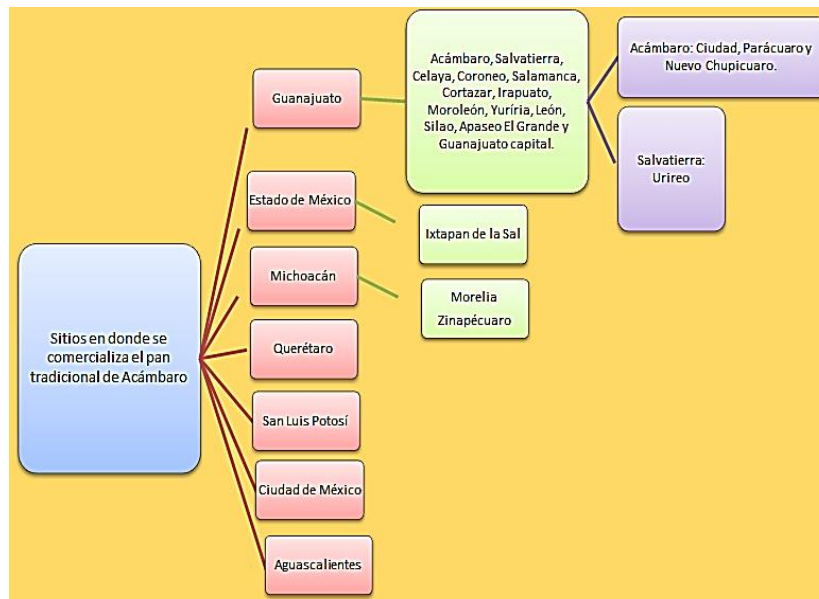 Sitios en donde se
comercializa el pan
tradicional de Acámbaro
Guanajuato
Acámbaro, Salvatierra,
Celaya, Coroneo, Salamanca,
Cortazar, Irapuato,
Moroleón, Yuríria, León,
Silao, Apaseo El Grande y
Guanajuato capital.
Acámbaro: Ciudad, Parácuaro y
Nuevo Chupicuaro.
Salvatierra:
Urireo
Estado de México
Ixtapan de la Sal
Michoacán
Morelia
Zinapécuaro
Querétaro
San Luis Potosí
Ciudad de México
Aguascalientes